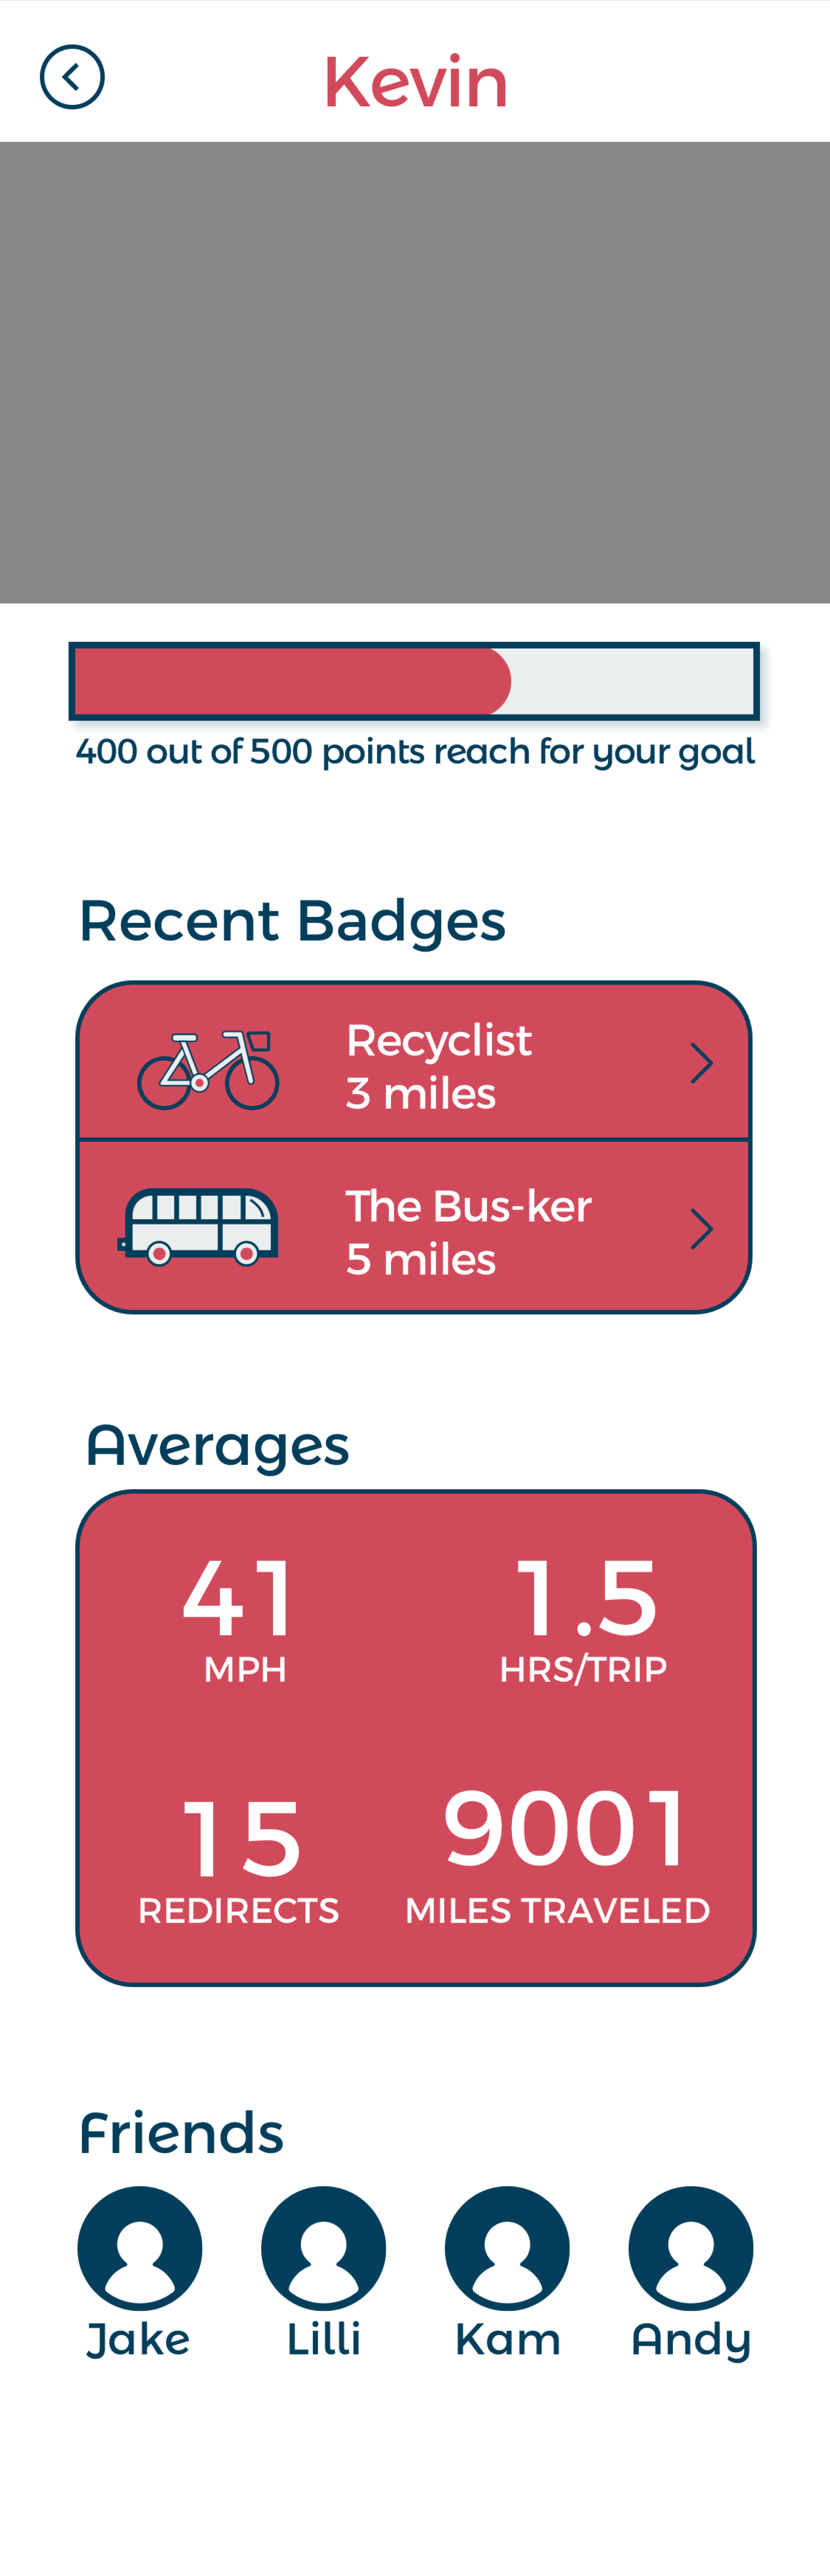 Kevin
400 out of 500 points reach for your goal
Recent Badges
Recyclist
3 miles
The Bus-ker
5 miles
Averages
41
MPH
1.5
HRS/TRIP
15
REDIRECTS
9001
MILES TRAVELED
Friends
Jake
Lilli
Kam
Andy